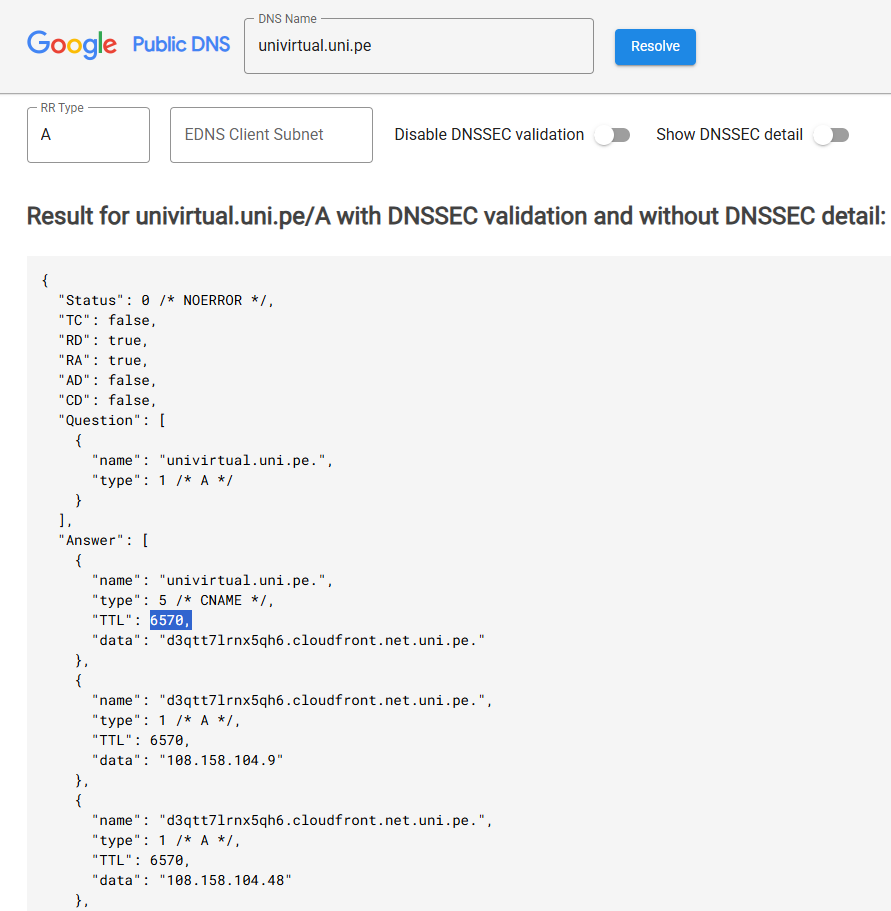 Google Public DNS
DNS Name
univirtual.uni.pe
Resolve
RR Type
A
EDNS Client Subnet
Disable DNSSEC validation
Show DNSSEC detail
Result for univirtual.uni.pe/A with DNSSEC validation and without DNSSEC detail:
{
"Status": 0 /* NOERROR */,
"TC": false,
"RD": true,
"RA": true,
"AD": false,
"CD": false,
"Question": [
{
"name": "univirtual.uni.pe.",
"type": 1 /* A */
}
],
"Answer": [
{
"name": "univirtual.uni.pe.",
"type": 5 /* CNAME */,
"TTL": 6570,
"data": "d3qtt7lrnx5qh6.cloudfront.net.uni.pe."
},
{
"name": "d3qtt7lrnx5qh6.cloudfront.net.uni.pe.",
"type": 1 /* A */,
"TTL": 6570,
"data": "108.158.104.9"
},
{
"name": "d3qtt7lrnx5qh6.cloudfront.net.uni.pe.",
"type": 1 /* A */,
"TTL": 6570,
"data": "108.158.104.48"
},